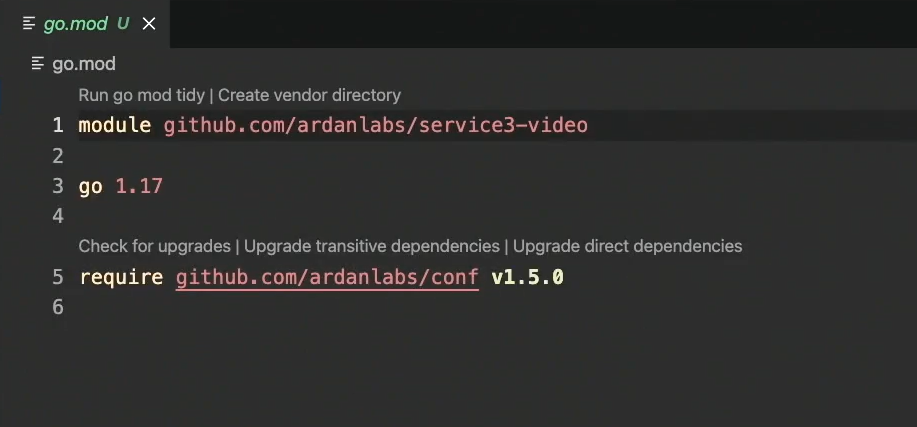 go.mod U
go.mod
Run go mod tidy | Create vendor directory
1 module github.com/ardanlabs/service3-video
2
3 go 1.17
4
Check for upgrades | Upgrade transitive dependencies | Upgrade direct dependencies
5 require github.com/ardanlabs/conf v1.5.0
6